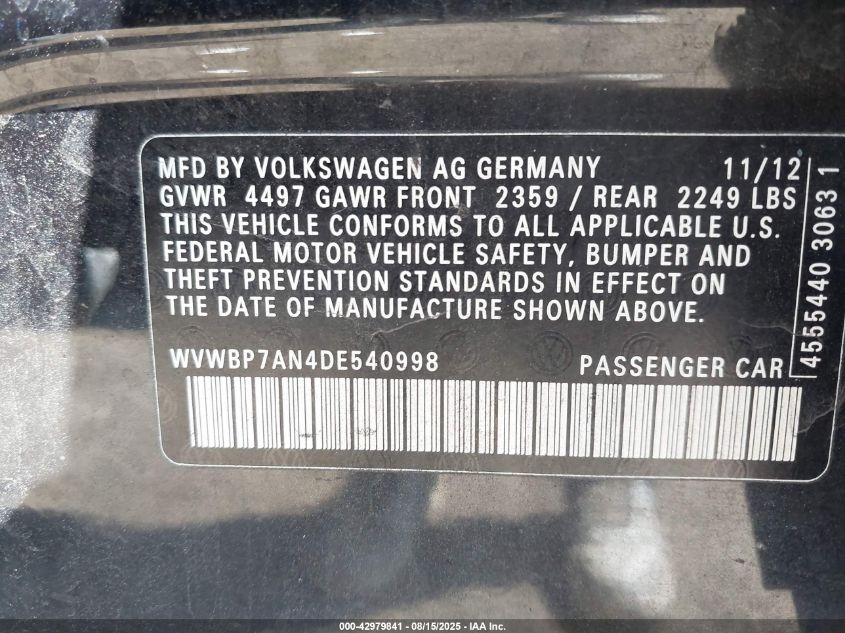 MFD BY VOLKSWAGEN AG GERMANY 11/12
GVWR 4497 GAWR FRONT 2359 / REAR 2249 LBS
THIS VEHICLE CONFORMS TO ALL APPLICABLE U.S.
FEDERAL MOTOR VEHICLE SAFETY, BUMPER AND
THEFT PREVENTION STANDARDS IN EFFECT ON
THE DATE OF MANUFACTURE SHOWN ABOVE.
WVWBP7AN4DE540998 PASSENGER CAR
4555440 3063 1
000-42979841 - 08/15/2025 - IAA Inc.